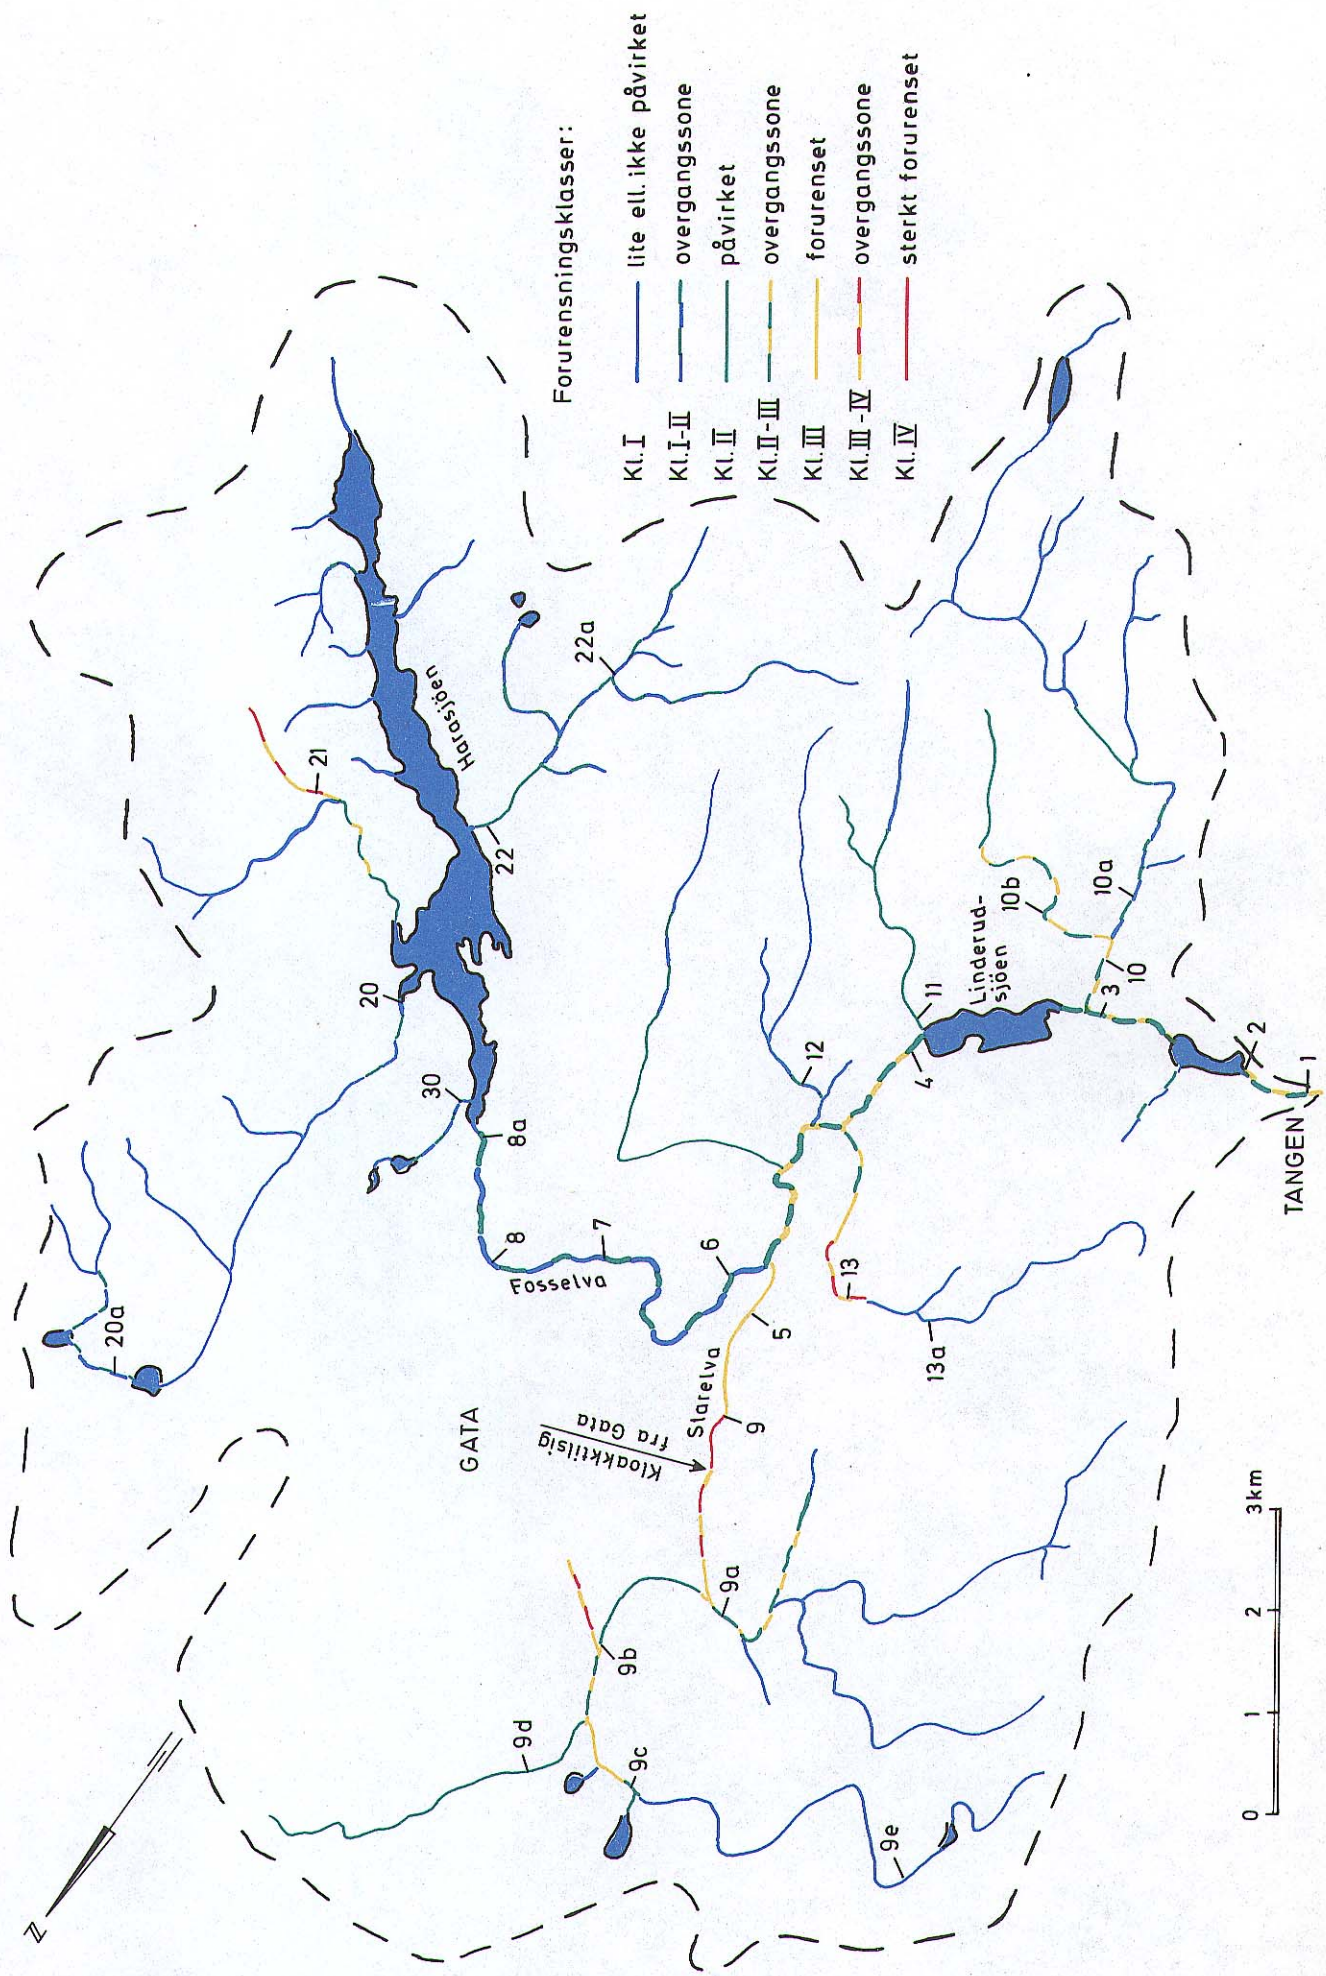 Forurensningsklasser:
Kl. I lite ell. ikke påvirket
Kl. I-II overgangssone
Kl. II påvirket
Kl. II-III overgangssone
Kl. III forurenset
Kl. III-IV overgangssone
Kl. IV sterkt forurenset
N
20a
20
21
30
Harasjöen
22
22a
8a
8
7
Fosselva
6
5
GATA
Kloakktilsig
fra Gata
Starelva
9
9a
9b
9c
9d
9e
13
13a
12
11
4
Linderud-
sjöen
10b
10a
10
3
2
1
TANGEN
0 1 2 3km